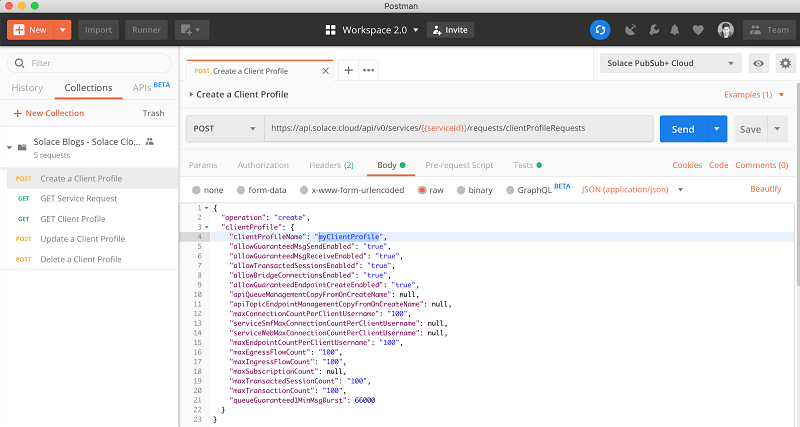 Postman
New
Import
Runner
Workspace 2.0
Invite
Team
Filter
History
Collections
APIs BETA
+ New Collection
Trash
Solace Blogs - Solace Clo...
5 requests
POST Create a Client Profile
GET GET Service Request
GET GET Client Profile
POST Update a Client Profile
POST Delete a Client Profile
POST Create a Client Profile
Solace PubSub+ Cloud
Create a Client Profile
Examples (1)
POST
https://api.solace.cloud/api/v0/services/{{serviceId}}/requests/clientProfileRequests
Send
Save
Params
Authorization
Headers (2)
Body
Pre-request Script
Tests
Cookies
Code
Comments (0)
none
form-data
x-www-form-urlencoded
raw
binary
GraphQL BETA
JSON (application/json)
Beautify
1 {
2 "operation": "create",
3 "clientProfile": {
4 "clientProfileName": "myClientProfile",
5 "allowGuaranteedMsgSendEnabled": "true",
6 "allowGuaranteedMsgReceiveEnabled": "true",
7 "allowTransactedSessionsEnabled": "true",
8 "allowBridgeConnectionsEnabled": "true",
9 "allowGuaranteedEndpointCreateEnabled": "true",
10 "apiQueueManagementCopyFromOnCreateName": null,
11 "apiTopicEndpointManagementCopyFromOnCreateName": null,
12 "maxConnectionCountPerClientUsername": "100",
13 "serviceSmfMaxConnectionCountPerClientUsername": null,
14 "serviceWebMaxConnectionCountPerClientUsername": null,
15 "maxEndpointCountPerClientUsername": "100",
16 "maxEgressFlowCount": "100",
17 "maxIngressFlowCount": "100",
18 "maxSubscriptionCount": null,
19 "maxTransactedSessionCount": "100",
20 "maxTransactionCount": "100",
21 "queueGuaranteed1MinMsgBurst": 66000
22 }
23 }